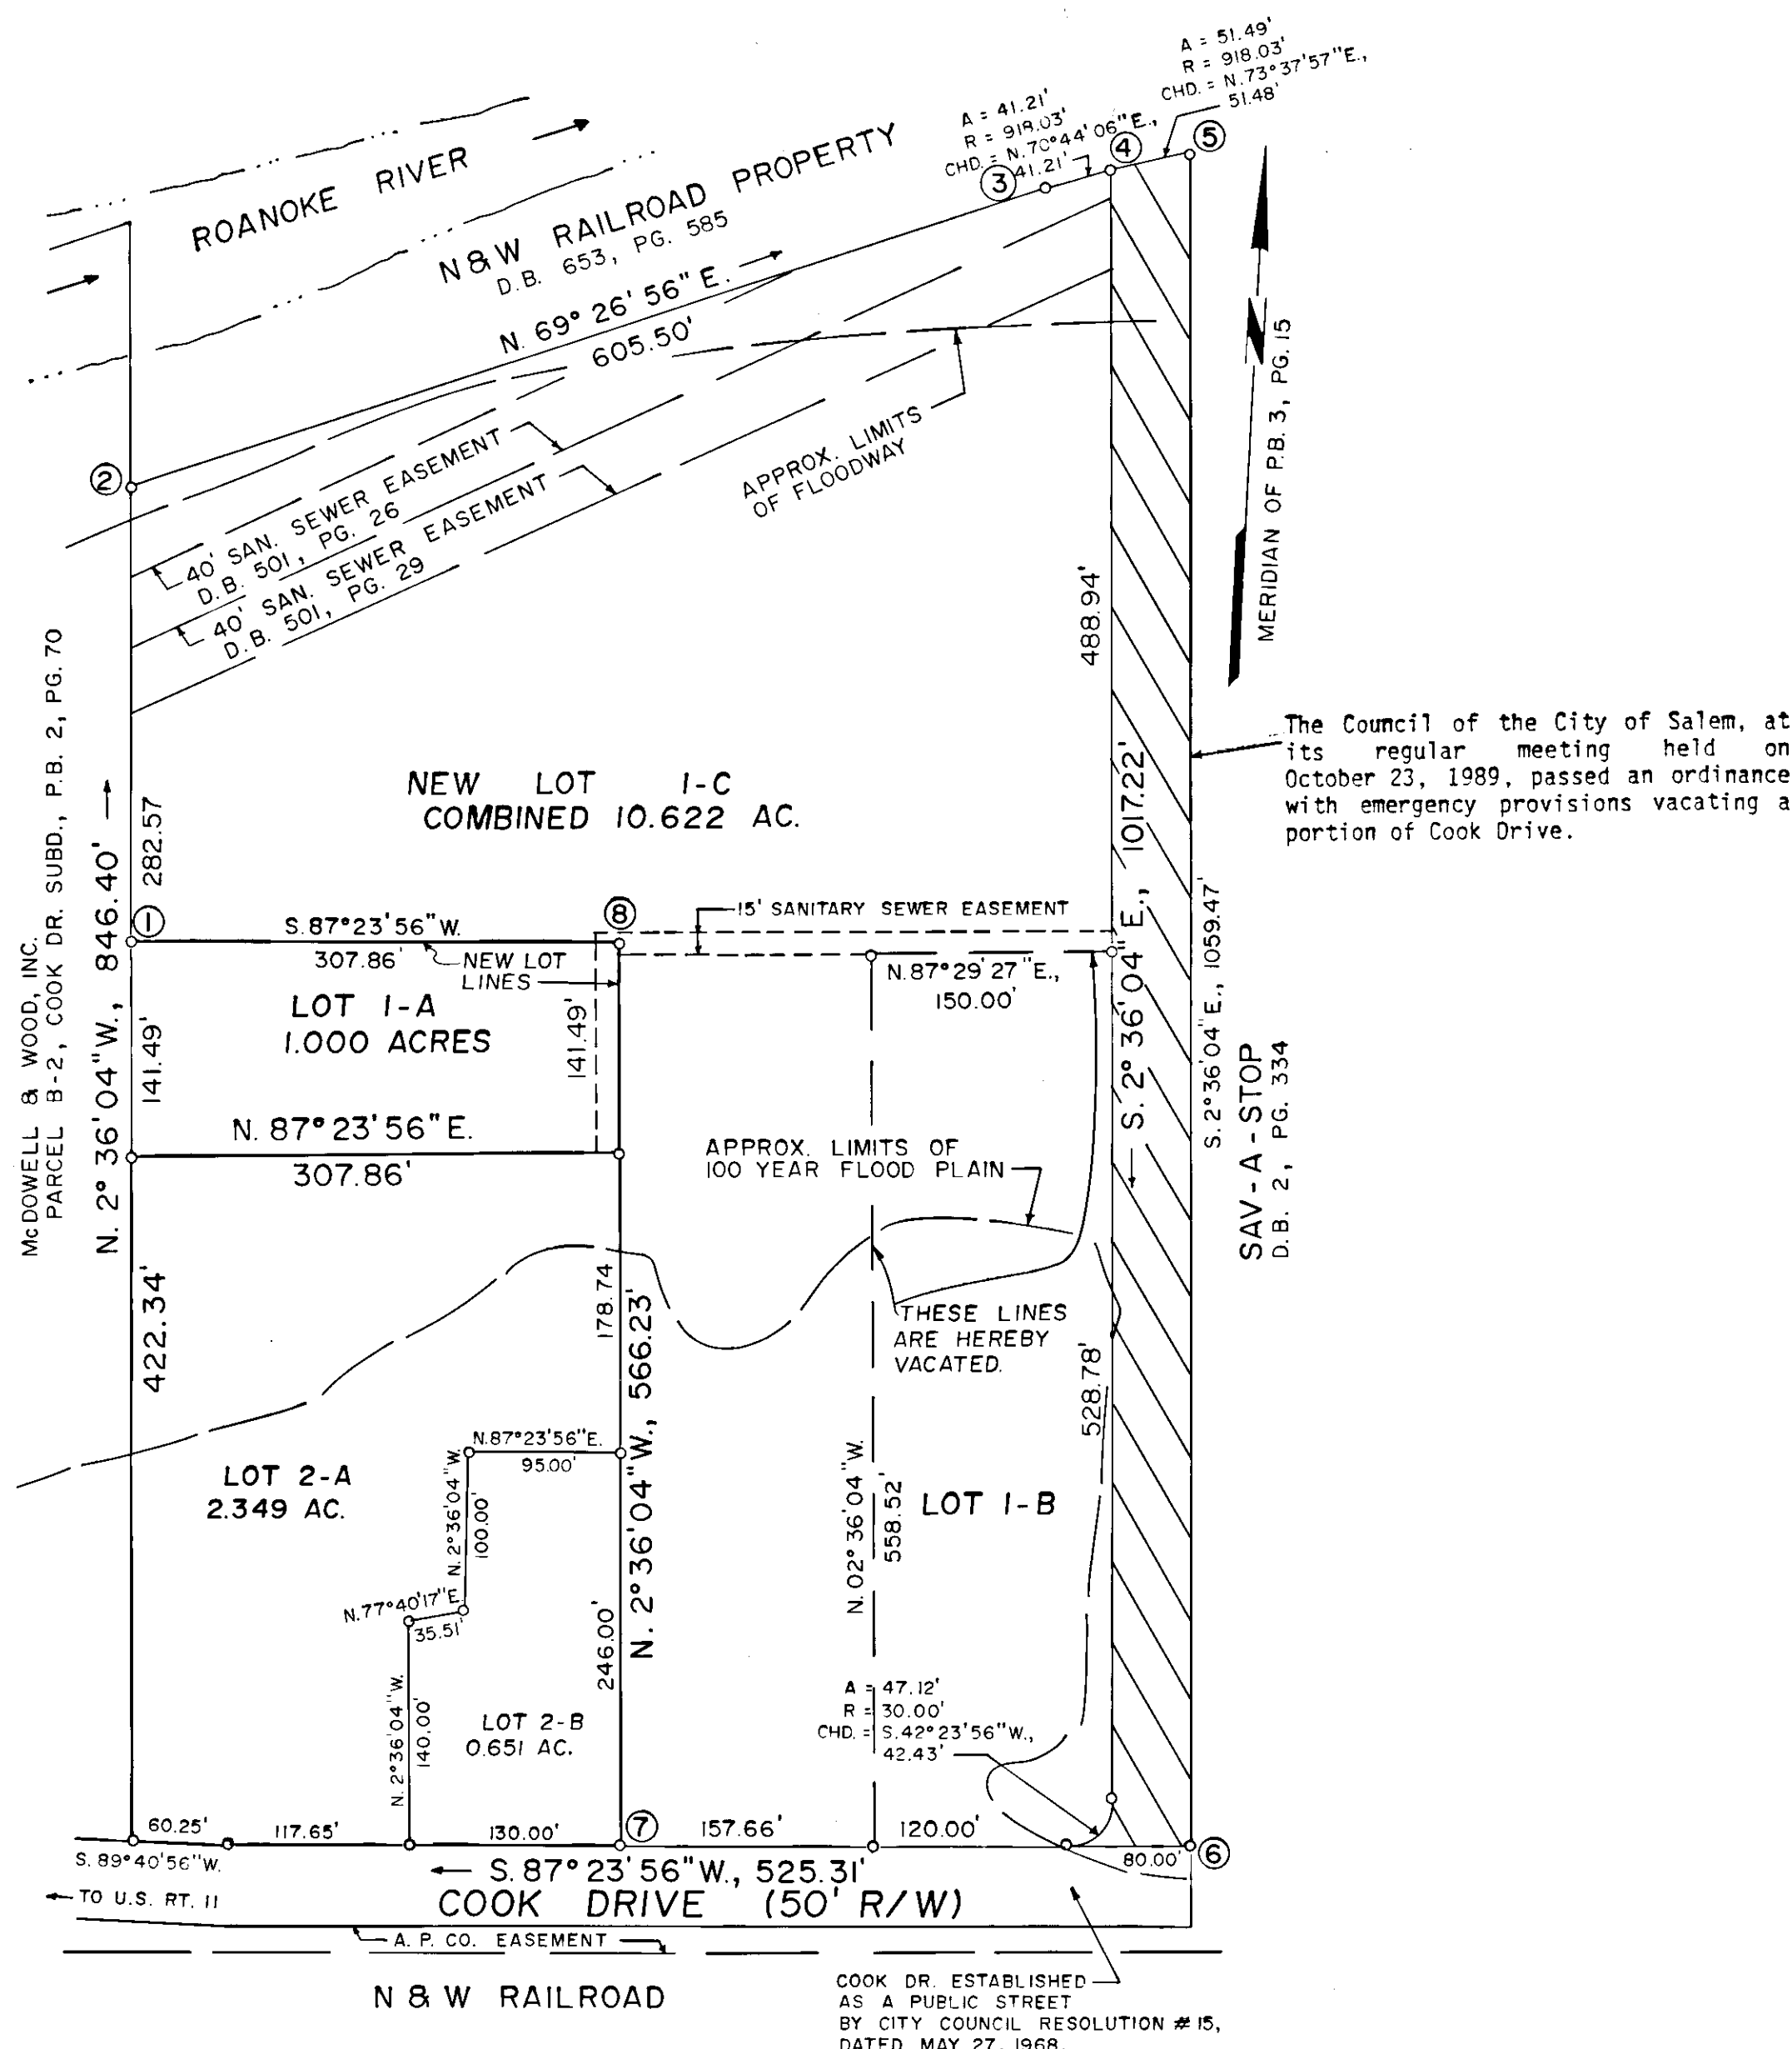 A = 51.49'
R = 918.03'
CHD. = N.73°37'57"E.,
51.48'
A = 41.21'
R = 918.03'
CHD. = N.70°44'06"E.,
41.21'
3
4
5
ROANOKE RIVER
N & W RAILROAD PROPERTY
D.B. 653, PG. 585
N. 69° 26' 56" E.
605.50'
2
40' SAN. SEWER EASEMENT
D.B. 501, PG. 26
40' SAN. SEWER EASEMENT
D.B. 501, PG. 29
APPROX. LIMITS
OF FLOODWAY
N
MERIDIAN OF P.B. 3, PG. 15
488.94'
The Council of the City of Salem, at
its regular meeting held on
October 23, 1989, passed an ordinance
with emergency provisions vacating a
portion of Cook Drive.
McDOWELL & WOOD, INC.
PARCEL B-2, COOK DR. SUBD., P.B. 2, PG. 70
N. 2° 36' 04" W., 846.40'
282.57
NEW LOT 1-C
COMBINED 10.622 AC.
S. 2° 36' 04" E., 1017.22'
S. 2° 36' 04" E., 1059.47'
SAV-A-STOP
D.B. 2, PG. 334
1
8
S. 87°23'56" W.
307.86'
NEW LOT
LINES
15' SANITARY SEWER EASEMENT
N.87°29'27"E.,
150.00'
LOT 1-A
1.000 ACRES
141.49'
141.49'
N. 87° 23' 56" E.
307.86'
APPROX. LIMITS OF
100 YEAR FLOOD PLAIN
422.34'
178.74
N. 2° 36' 04" W., 566.23'
THESE LINES
ARE HEREBY
VACATED.
528.78'
LOT 2-A
2.349 AC.
N.87°23'56"E.
95.00'
N. 2°36'04"W.
100.00'
N.77°40'17"E.
35.51'
N. 2°36'04"W.
140.00'
246.00'
LOT 2-B
0.651 AC.
N.02°36'04"W.
558.52'
LOT 1-B
A = 47.12'
R = 30.00'
CHD. = S.42°23'56"W.,
42.43'
60.25'
117.65'
130.00'
7
157.66'
120.00'
80.00'
6
S. 89°40'56"W.
S. 87° 23' 56" W., 525.31'
TO U.S. RT. 11
COOK DRIVE (50' R/W)
A. P. CO. EASEMENT
N & W RAILROAD
COOK DR. ESTABLISHED
AS A PUBLIC STREET
BY CITY COUNCIL RESOLUTION # 15,
DATED MAY 27, 1968.